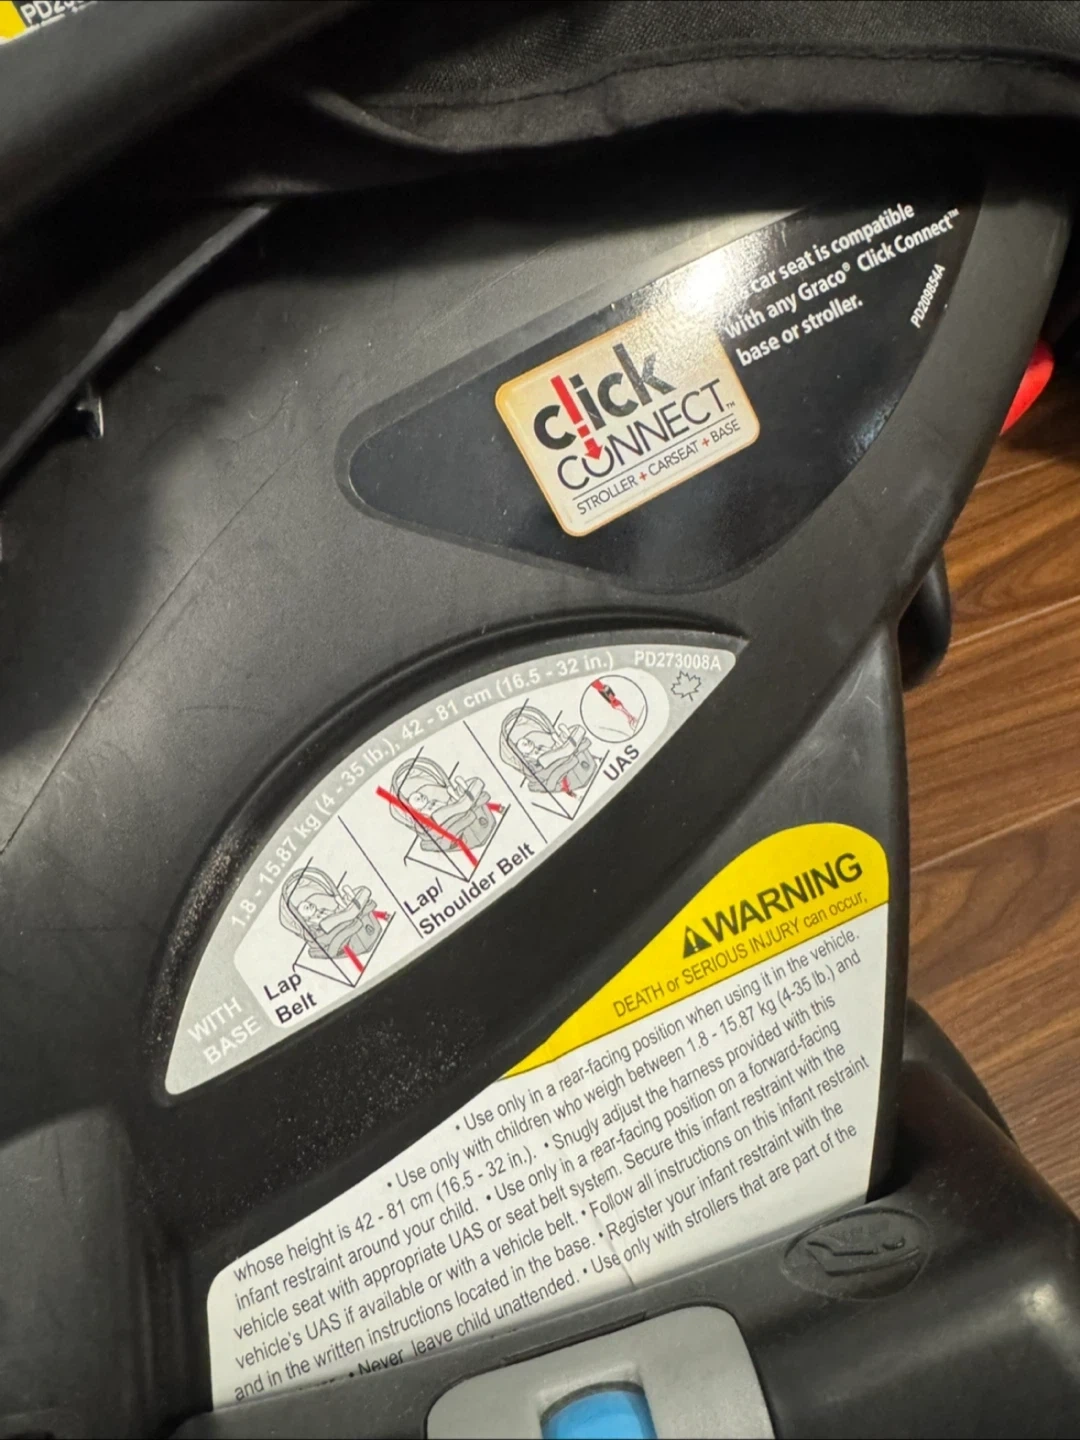 car seat is compatible
with any Graco® Click Connect™
base or stroller.
PD209854A
click
CONNECT™
STROLLER + CARSEAT + BASE
1.8 - 15.87 kg (4 - 35 lb.), 42 - 81 cm (16.5 - 32 in.) PD273008A
UAS
Lap/
Shoulder Belt
Lap
Belt
WITH
BASE
⚠WARNING
DEATH or SERIOUS INJURY can occur,
• Use only in a rear-facing position when using it in the vehicle.
• Use only with children who weigh between 1.8 - 15.87 kg (4-35 lb.) and
whose height is 42 - 81 cm (16.5 - 32 in.). • Snugly adjust the harness provided with this
infant restraint around your child. • Use only in a rear-facing position on a forward-facing
vehicle seat with appropriate UAS or seat belt system. Secure this infant restraint with the
vehicle's UAS if available or with a vehicle belt. • Follow all instructions on this infant restraint
and in the written instructions located in the base. • Register your infant restraint with the
• Never leave child unattended. • Use only with strollers that are part of the